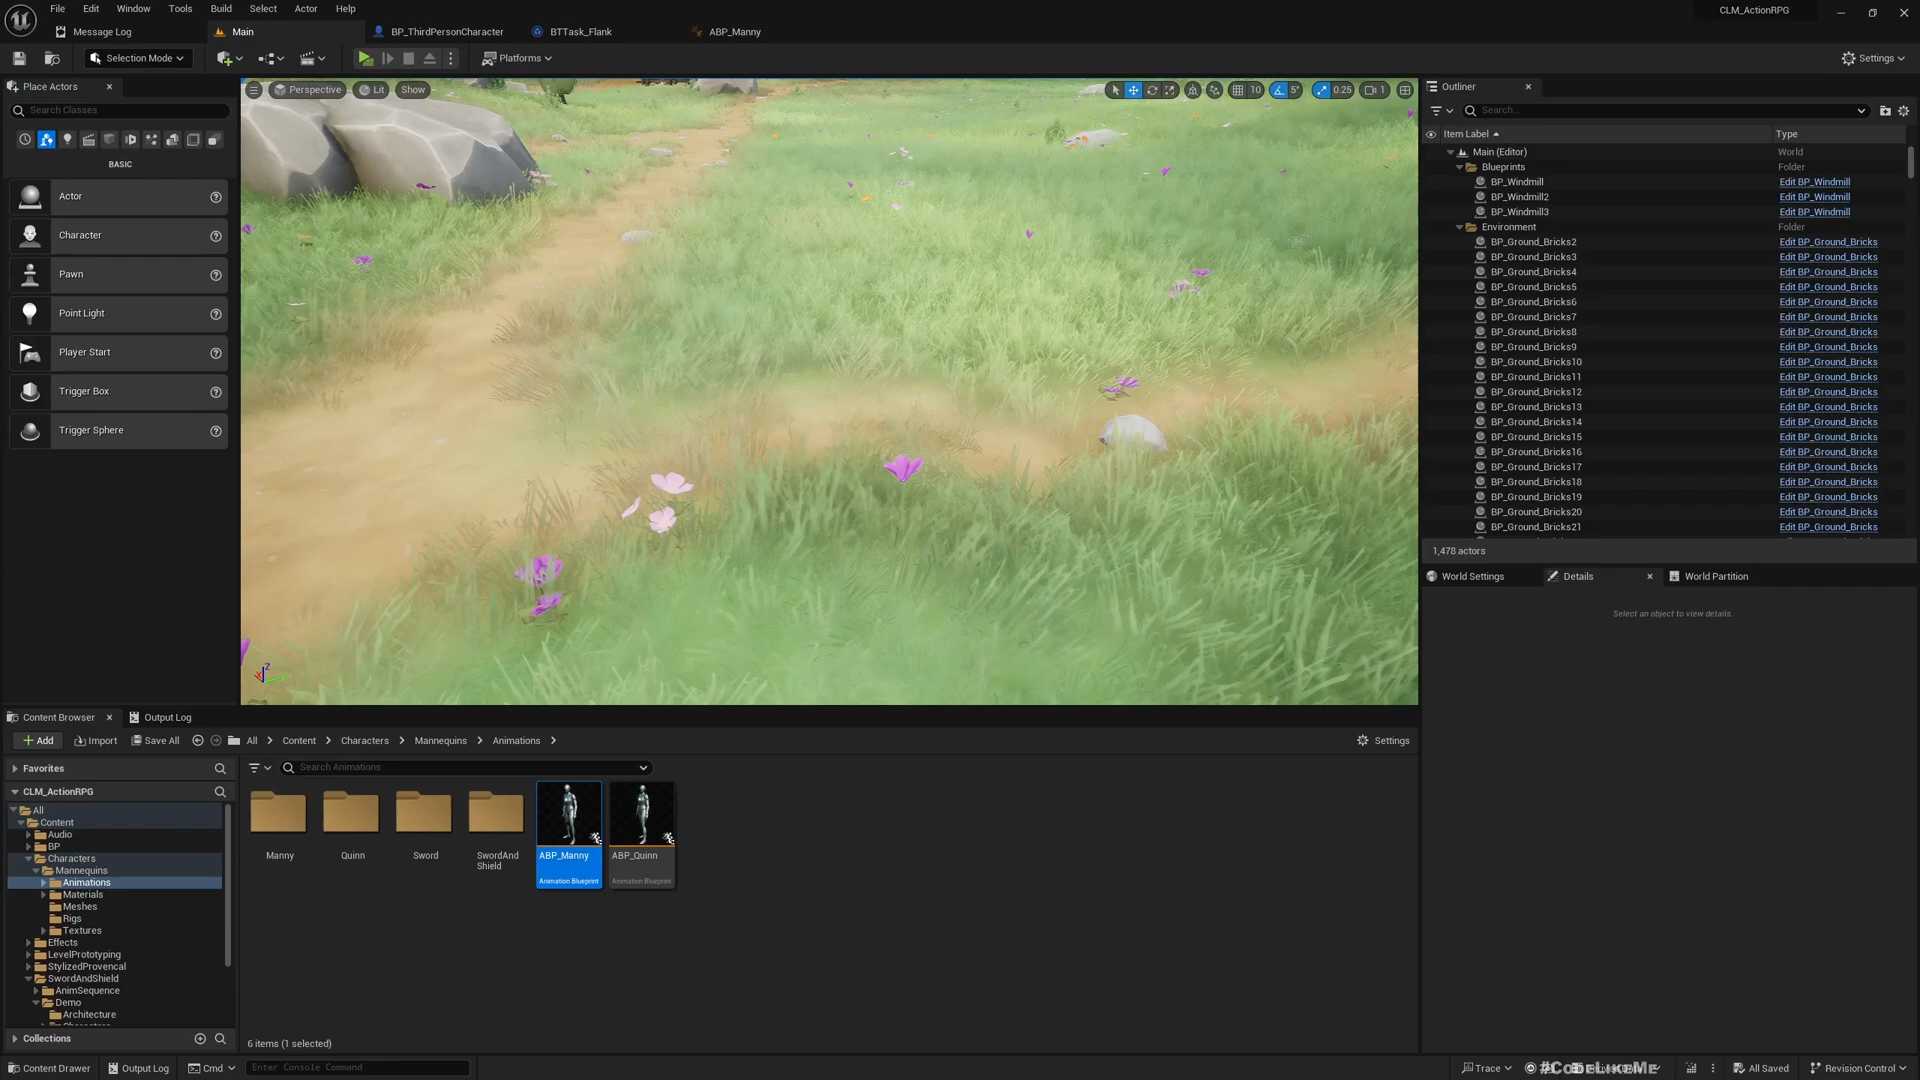 File Edit Window Tools Build Select Actor Help
CLM_ActionRPG
Message Log
Main
BP_ThirdPersonCharacter
BTTask_Flank
ABP_Manny
Selection Mode
Platforms
Settings
Place Actors
Search Classes
BASIC
Actor
Character
Pawn
Point Light
Player Start
Trigger Box
Trigger Sphere
Perspective
Lit
Show
10
5°
0.25
1
Z
Outliner
Search...
Item Label
Type
Main (Editor) World
Blueprints Folder
BP_Windmill Edit BP_Windmill
BP_Windmill2 Edit BP_Windmill
BP_Windmill3 Edit BP_Windmill
Environment Folder
BP_Ground_Bricks2 Edit BP_Ground_Bricks
BP_Ground_Bricks3 Edit BP_Ground_Bricks
BP_Ground_Bricks4 Edit BP_Ground_Bricks
BP_Ground_Bricks5 Edit BP_Ground_Bricks
BP_Ground_Bricks6 Edit BP_Ground_Bricks
BP_Ground_Bricks7 Edit BP_Ground_Bricks
BP_Ground_Bricks8 Edit BP_Ground_Bricks
BP_Ground_Bricks9 Edit BP_Ground_Bricks
BP_Ground_Bricks10 Edit BP_Ground_Bricks
BP_Ground_Bricks11 Edit BP_Ground_Bricks
BP_Ground_Bricks12 Edit BP_Ground_Bricks
BP_Ground_Bricks13 Edit BP_Ground_Bricks
BP_Ground_Bricks14 Edit BP_Ground_Bricks
BP_Ground_Bricks15 Edit BP_Ground_Bricks
BP_Ground_Bricks16 Edit BP_Ground_Bricks
BP_Ground_Bricks17 Edit BP_Ground_Bricks
BP_Ground_Bricks18 Edit BP_Ground_Bricks
BP_Ground_Bricks19 Edit BP_Ground_Bricks
BP_Ground_Bricks20 Edit BP_Ground_Bricks
BP_Ground_Bricks21 Edit BP_Ground_Bricks
1,478 actors
World Settings
Details
World Partition
Select an object to view details.
Content Browser
Output Log
Add
Import
Save All
All
Content
Characters
Mannequins
Animations
Settings
Favorites
Search Animations
CLM_ActionRPG
All
Content
Audio
BP
Characters
Mannequins
Animations
Materials
Meshes
Rigs
Textures
Effects
LevelPrototyping
StylizedProvencal
SwordAndShield
AnimSequence
Demo
Architecture
Collections
Manny
Quinn
Sword
SwordAnd
Shield
ABP_Manny
Animation Blueprint
ABP_Quinn
Animation Blueprint
6 items (1 selected)
Content Drawer
Output Log
Cmd
Enter Console Command
Trace
#CodeLikeMe
All Saved
Revision Control